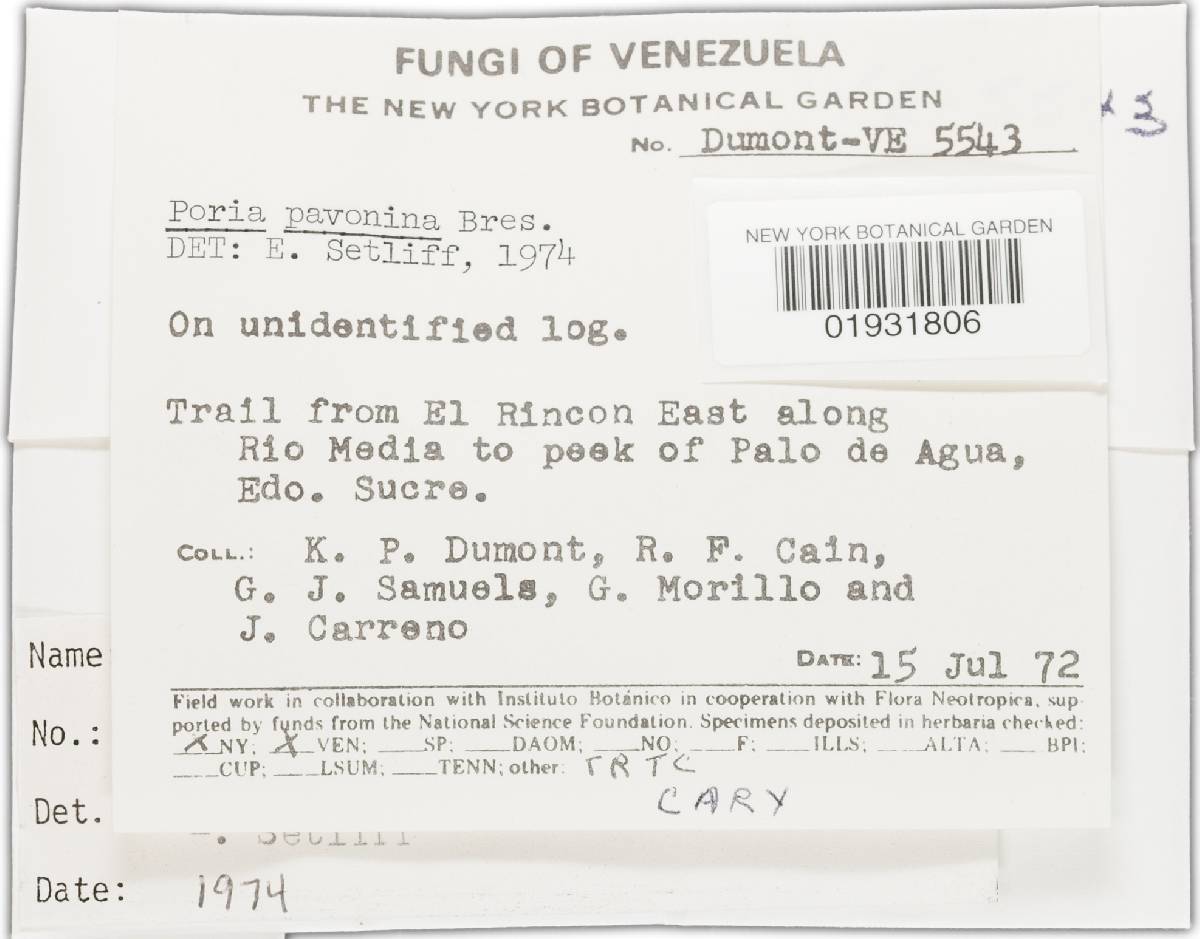 FUNGI OF VENEZUELA
THE NEW YORK BOTANICAL GARDEN
No. Dumont-VE 5543
3
NEW YORK BOTANICAL GARDEN
01931806
Poria pavonina Bres.
DET: E. Setliff, 1974
On unidentified log.
Trail from El Rincon East along
Rio Media to peek of Palo de Agua,
Edo. Sucre.
COLL.: K. P. Dumont, R. F. Cain,
G. J. Samuels, G. Morillo and
J. Carreno
DATE: 15 Jul 72
Field work in collaboration with Instituto Botánico in cooperation with Flora Neotropica, sup-
ported by funds from the National Science Foundation. Specimens deposited in herbaria checked:
X NY; X VEN; ___SP; ___DAOM; ___NO; ___F; ___ILLS; ___ALTA; ___ BPI;
___CUP; ___LSUM; ___TENN; other: TRTC
CARY
Name
No.:
Det. E. Setliff
Date: 1974